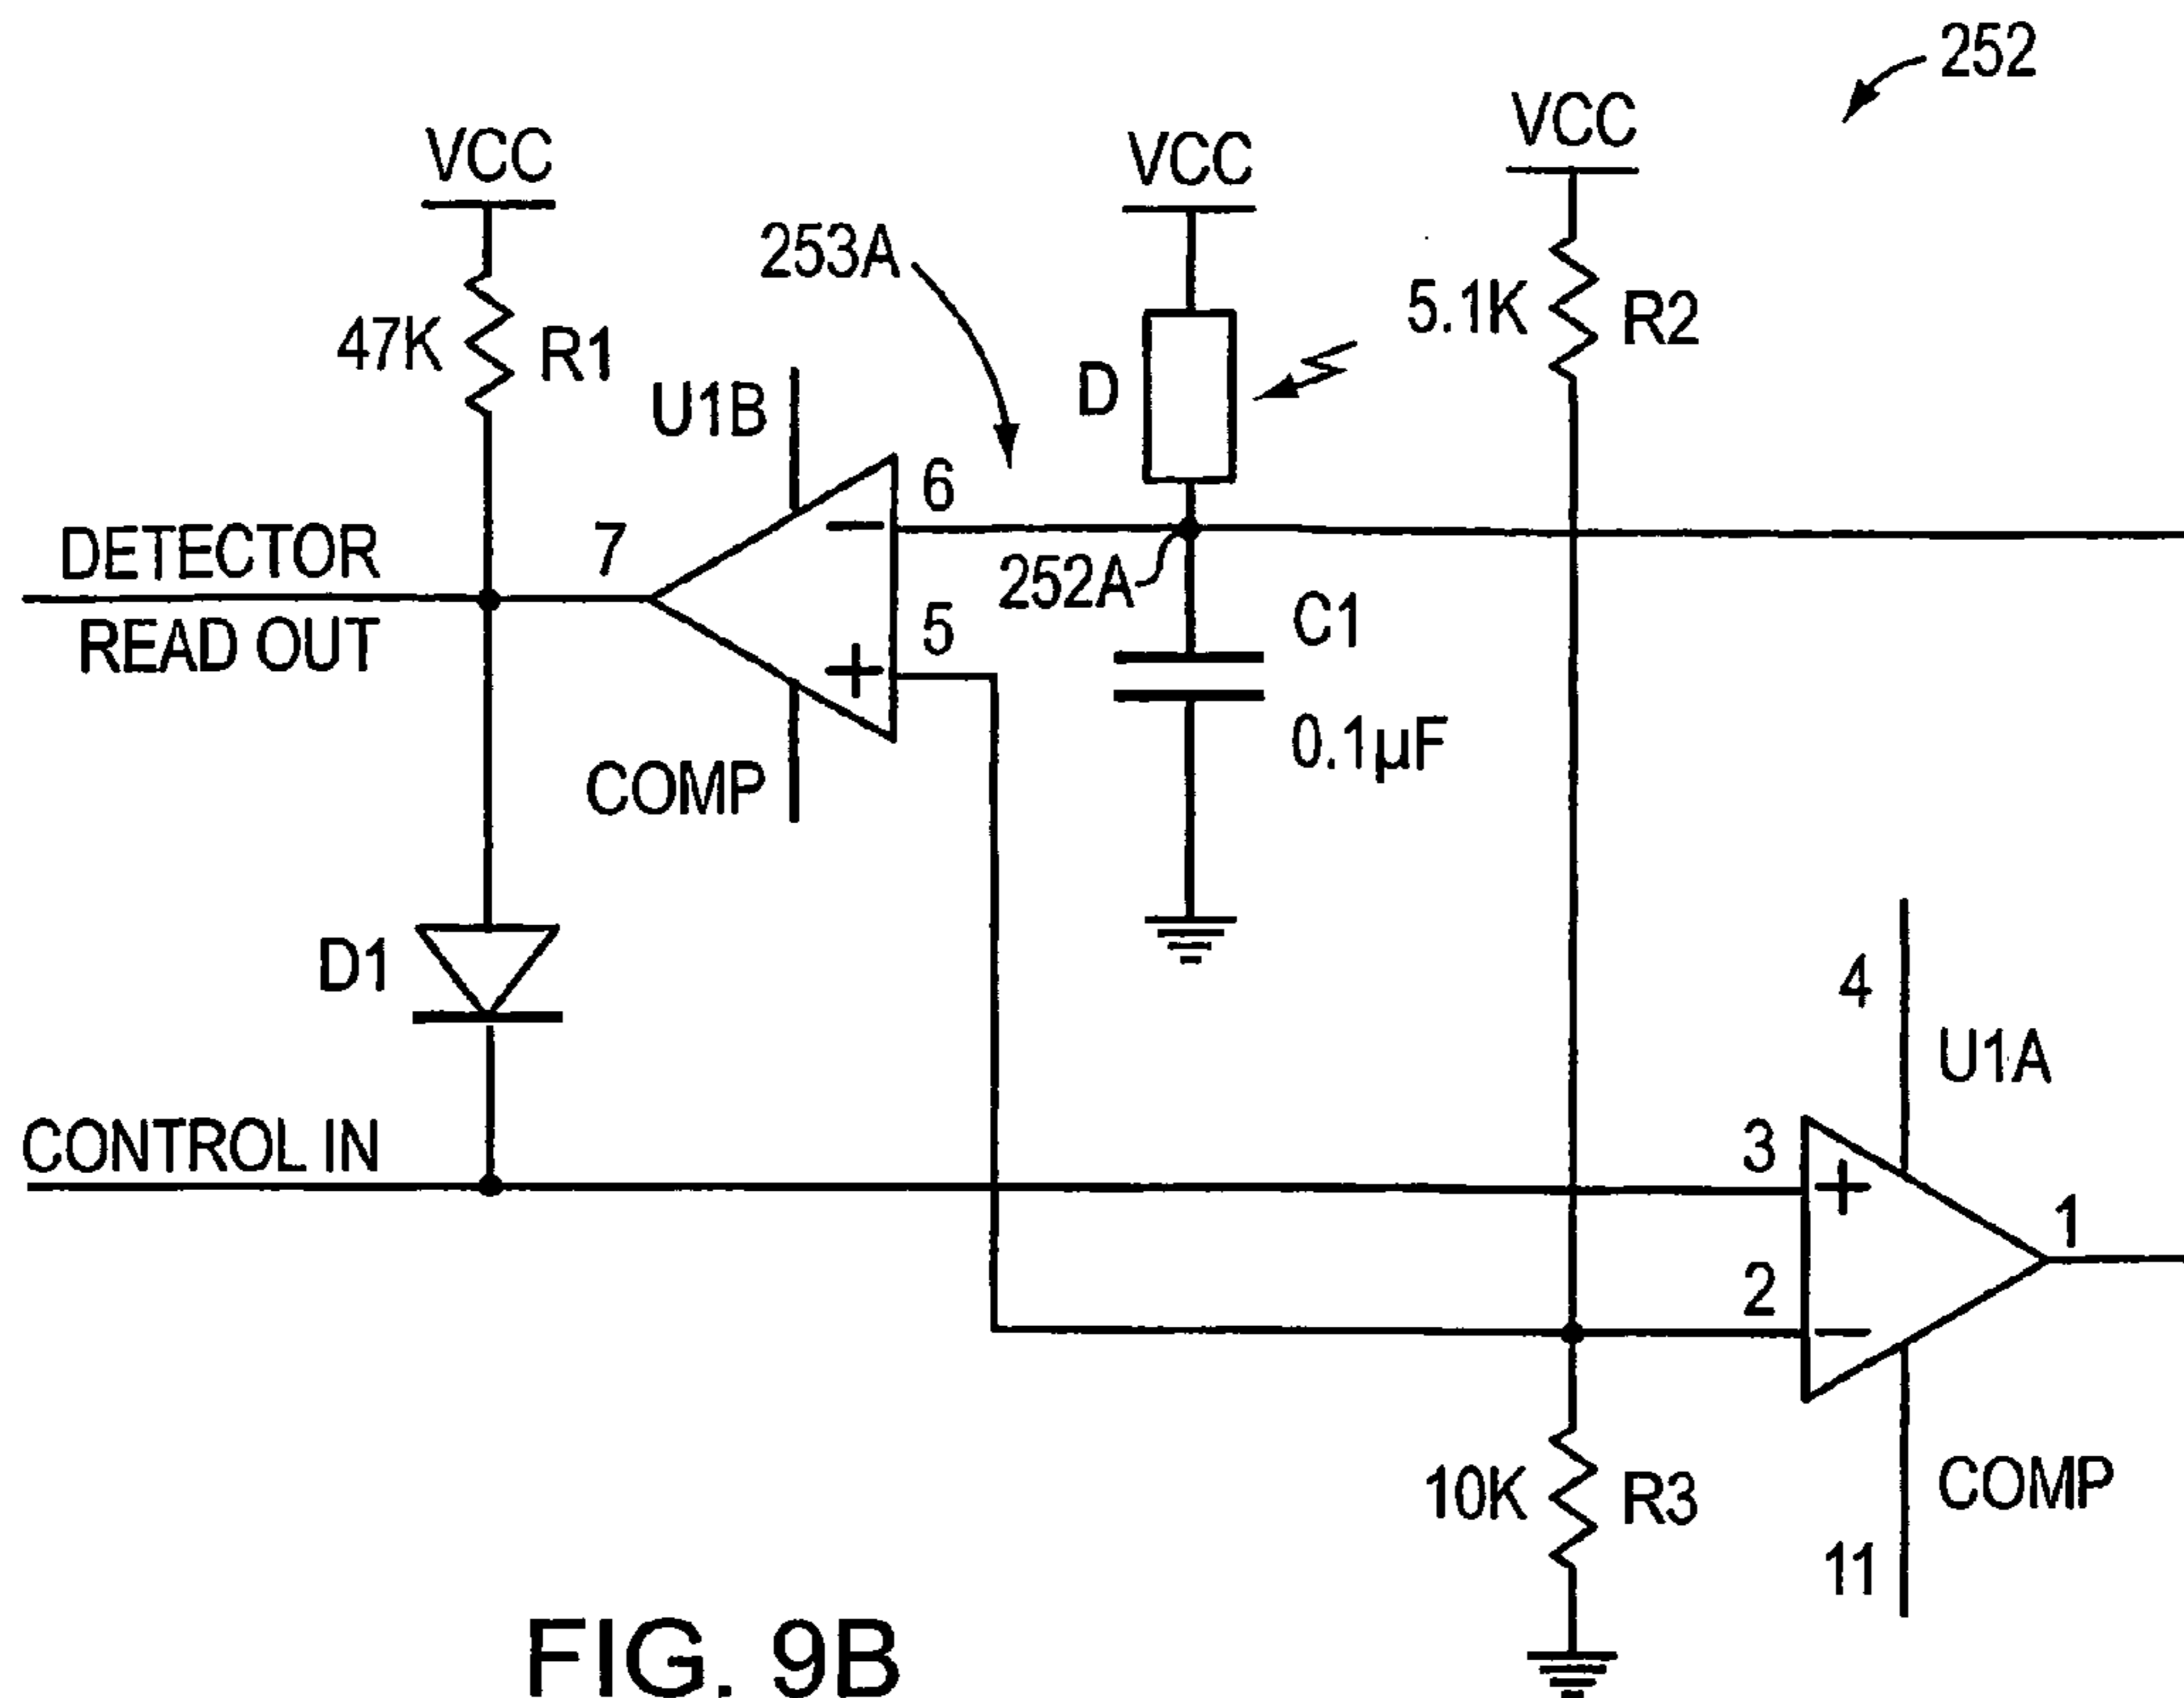 252
VCC
VCC
VCC
253A
5.1K
R2
47K
R1
D
U1B
6
DETECTOR
7
252A
C1
5
READ OUT
0.1µF
COMP
D1
4
U1A
CONTROL IN
3
1
2
10K
R3
COMP
11
FIG. 9B